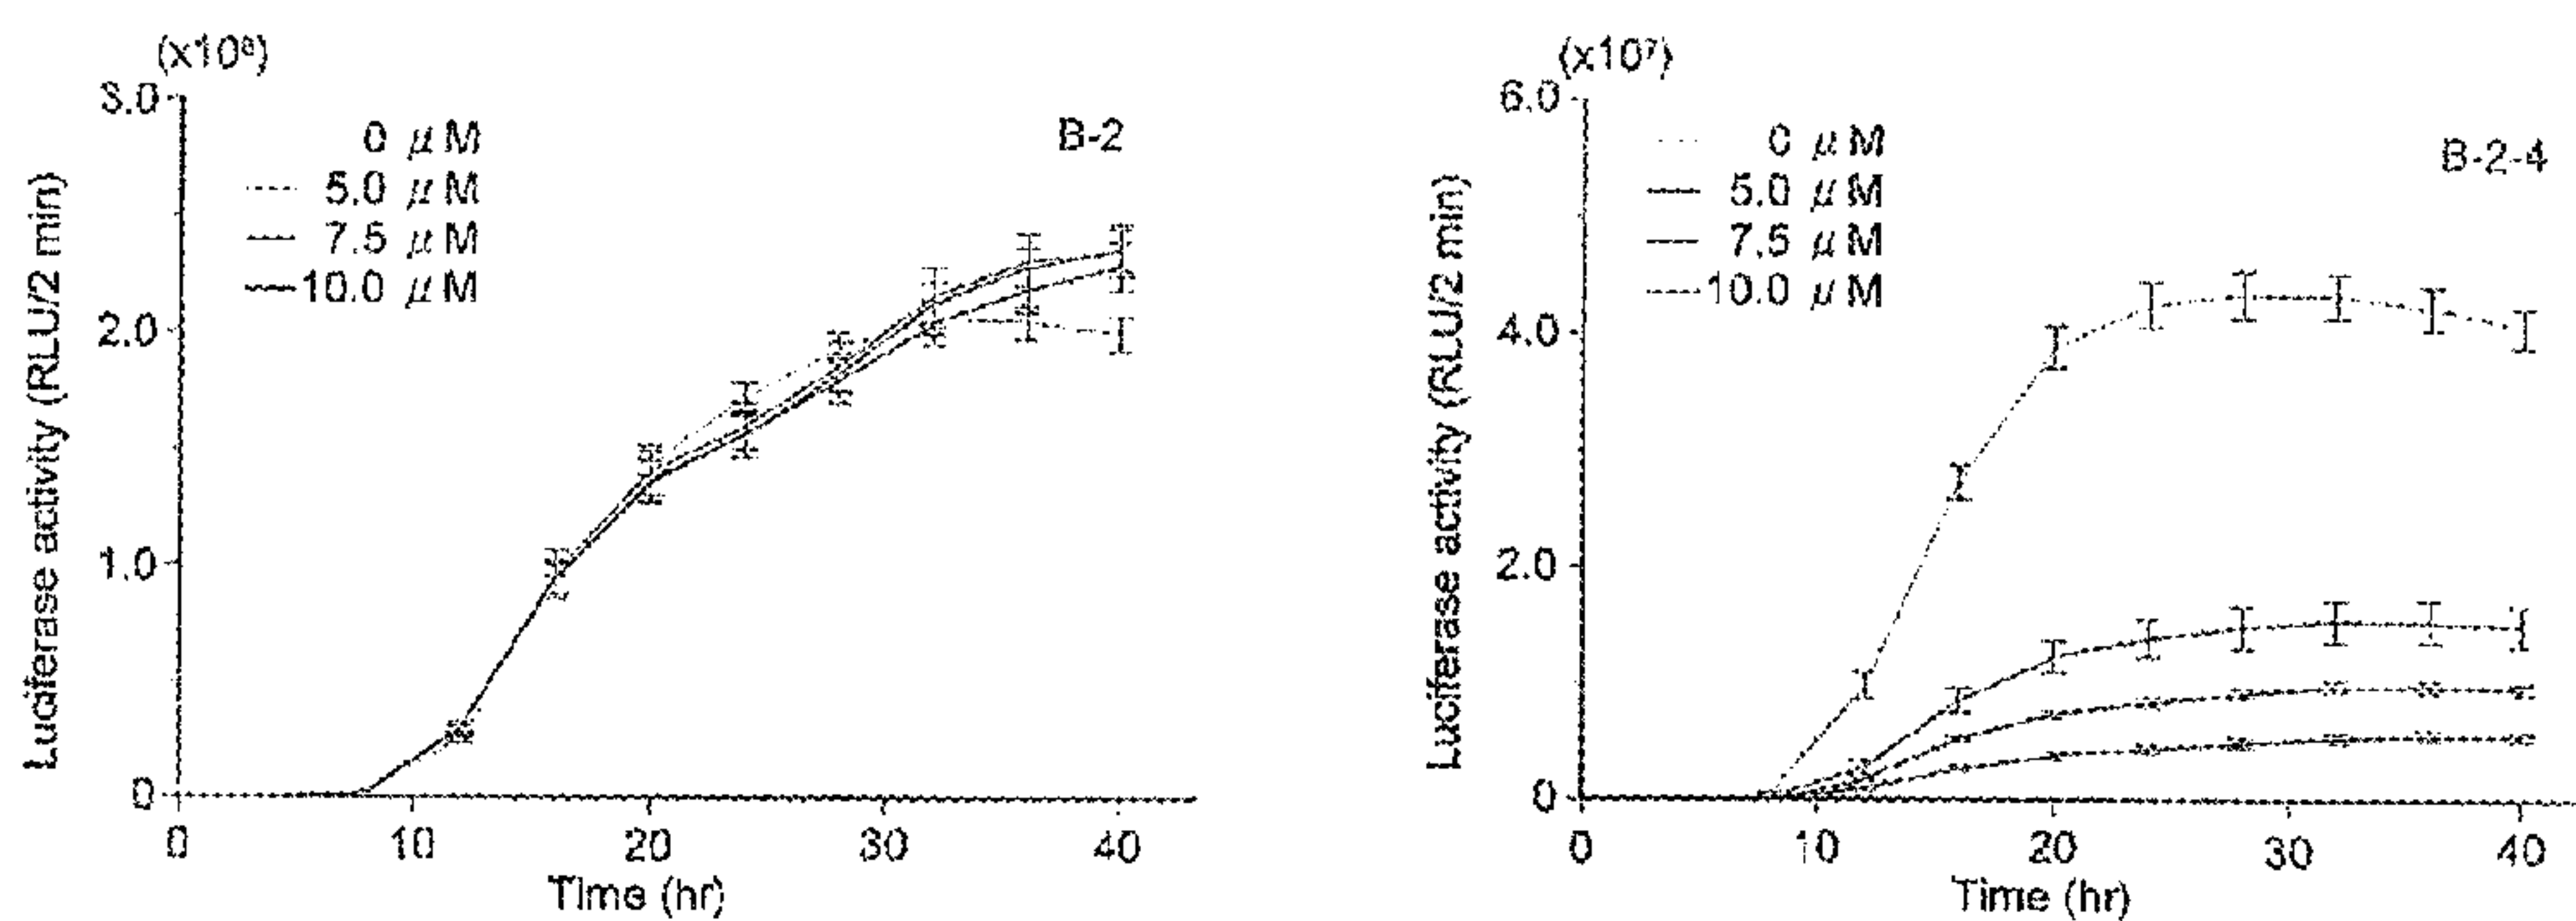 (x10⁸)
3.0
2.0
1.0
0
Luciferase activity (RLU/2 min)
0 μM
5.0 μM
7.5 μM
10.0 μM
B-2
0 10 20 30 40
Time (hr)
(x10⁷)
6.0
4.0
2.0
0
Luciferase activity (RLU/2 min)
0 μM
5.0 μM
7.5 μM
10.0 μM
B-2-4
0 10 20 30 40
Time (hr)